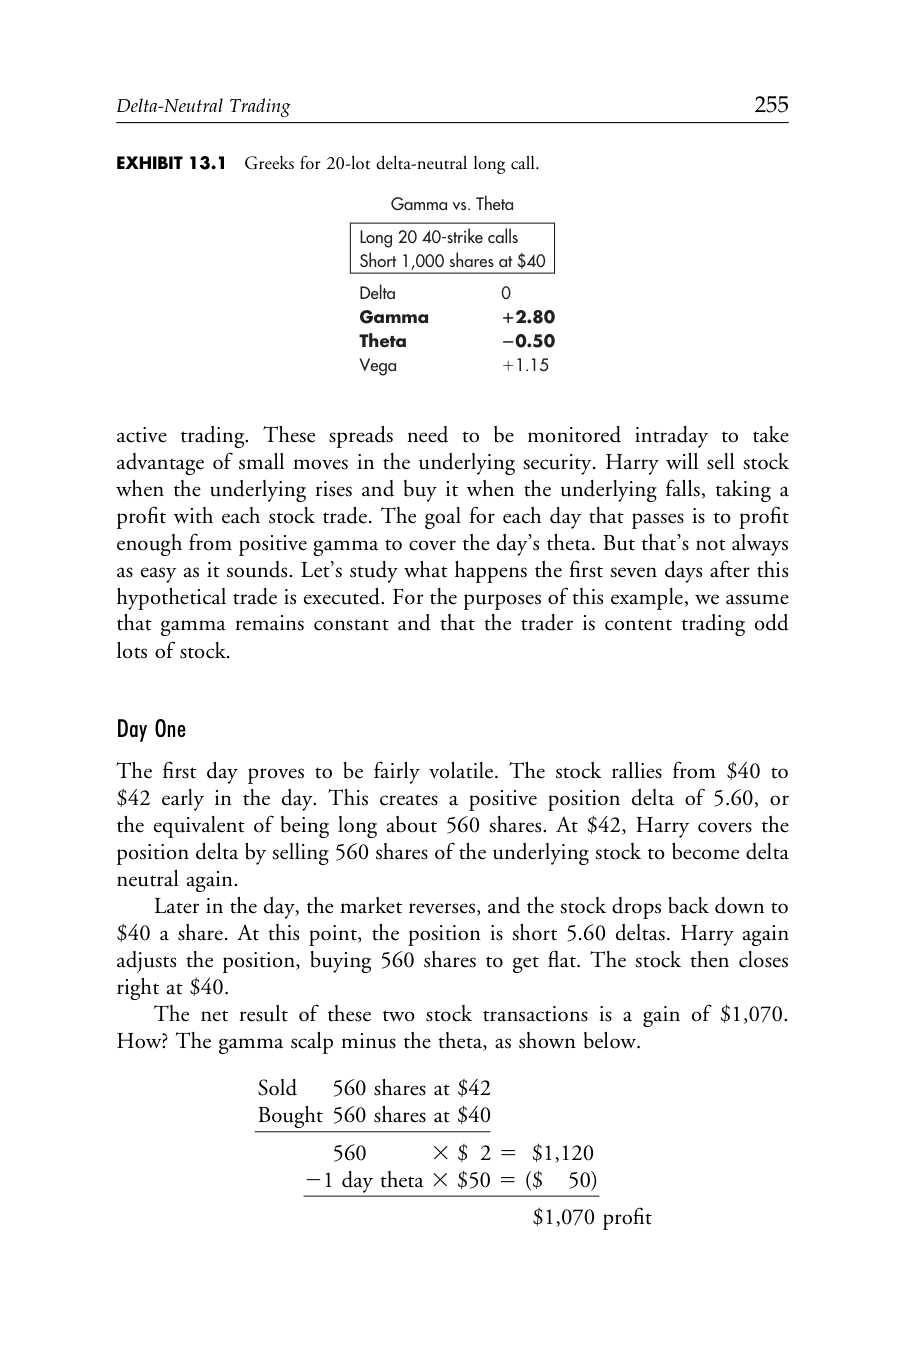 Delta-Neutral Trading 255
EXHIBIT 13.1 Greeks for 20-lot delta-neutral long call.
Gamma vs. Theta
Long 20 40-strike calls
Short 1,000 shares at $40
Delta 0
Gamma +2.80
Theta −0.50
Vega +1.15
active trading. These spreads need to be monitored intraday to take
advantage of small moves in the underlying security. Harry will sell stock
when the underlying rises and buy it when the underlying falls, taking a
profit with each stock trade. The goal for each day that passes is to profit
enough from positive gamma to cover the day’s theta. But that’s not always
as easy as it sounds. Let’s study what happens the first seven days after this
hypothetical trade is executed. For the purposes of this example, we assume
that gamma remains constant and that the trader is content trading odd
lots of stock.
Day One
The first day proves to be fairly volatile. The stock rallies from $40 to
$42 early in the day. This creates a positive position delta of 5.60, or
the equivalent of being long about 560 shares. At $42, Harry covers the
position delta by selling 560 shares of the underlying stock to become delta
neutral again.
Later in the day, the market reverses, and the stock drops back down to
$40 a share. At this point, the position is short 5.60 deltas. Harry again
adjusts the position, buying 560 shares to get flat. The stock then closes
right at $40.
The net result of these two stock transactions is a gain of $1,070.
How? The gamma scalp minus the theta, as shown below.
Sold 560 shares at $42
Bought 560 shares at $40
560 × $ 2 = $1,120
−1 day theta × $50 = ($ 50)
$1,070 profit